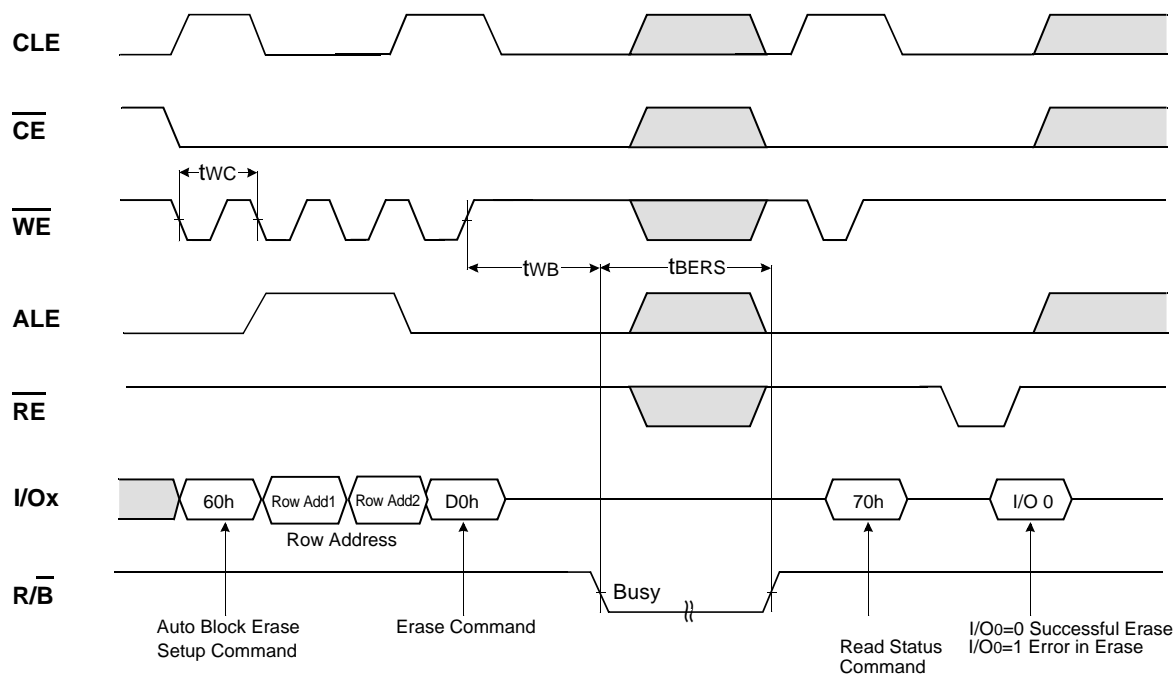 CLE
CE
tWC
WE
tWB
tBERS
ALE
RE
I/Ox
60h
Row Add1
Row Add2
D0h
70h
I/O 0
Row Address
R/B
Busy
Auto Block Erase
Setup Command
Erase Command
Read Status
Command
I/O0=0 Successful Erase
I/O0=1 Error in Erase